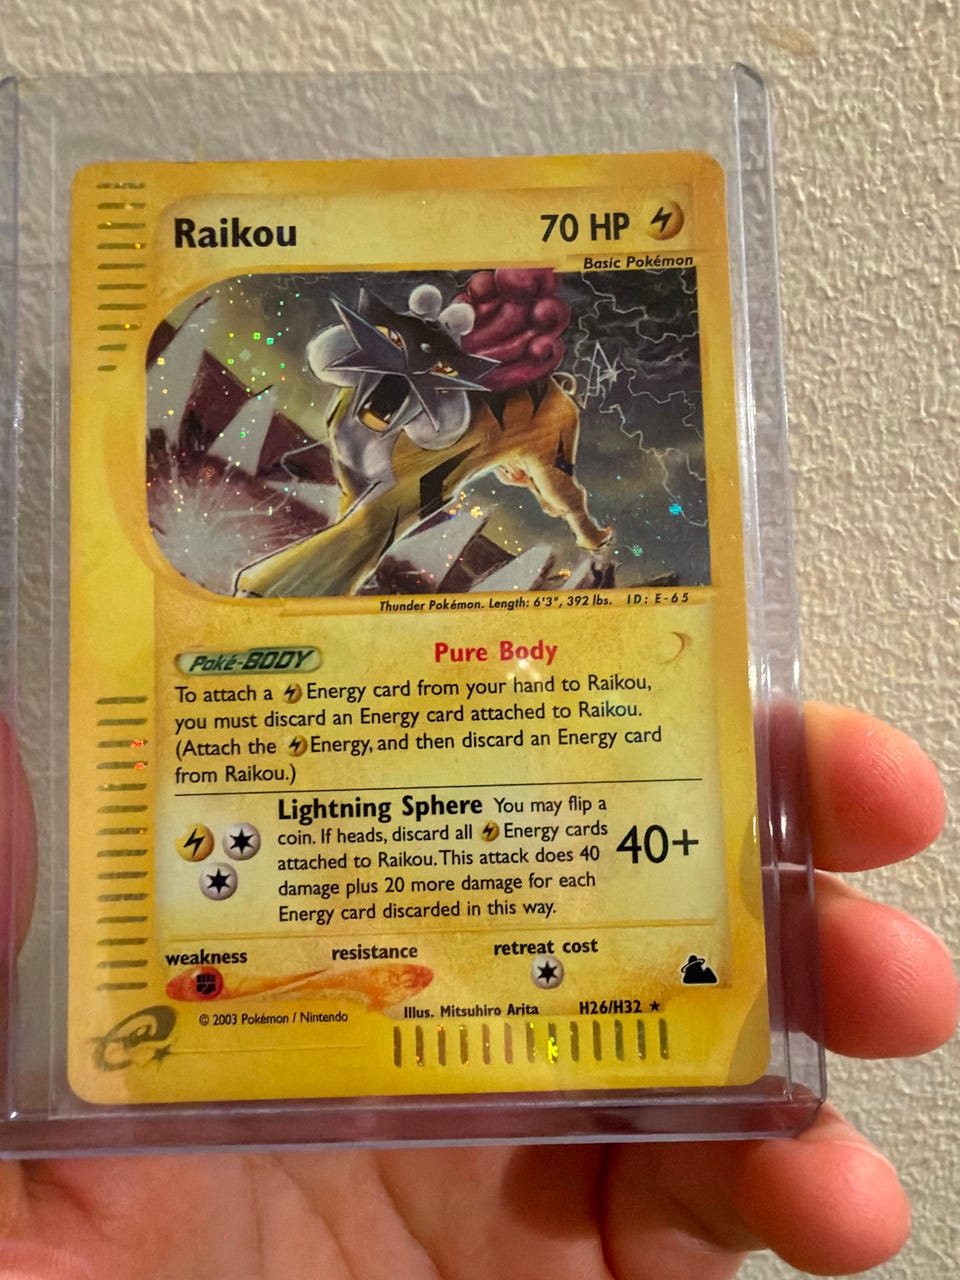 Raikou 70 HP
Basic Pokémon
Thunder Pokémon. Length: 6'3", 392 lbs. ID: E-65
Poké-BODY Pure Body
To attach a Energy card from your hand to Raikou,
you must discard an Energy card attached to Raikou.
(Attach the Energy, and then discard an Energy card
from Raikou.)
Lightning Sphere You may flip a
coin. If heads, discard all Energy cards
attached to Raikou. This attack does 40
damage plus 20 more damage for each
Energy card discarded in this way.
40+
weakness resistance retreat cost
© 2003 Pokémon / Nintendo Illus. Mitsuhiro Arita H26/H32 ★
e